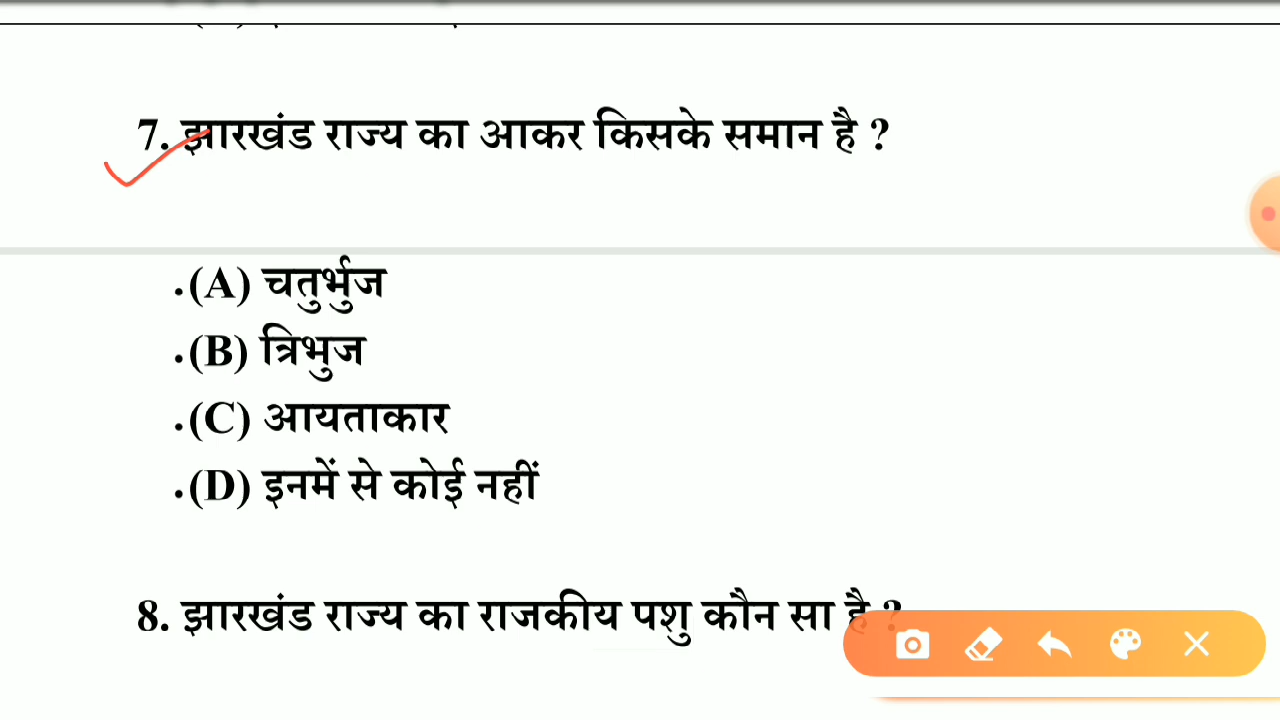 7. झारखंड राज्य का आकर किसके समान है ?
.(A) चतुर्भुज
.(B) त्रिभुज
.(C) आयताकार
.(D) इनमें से कोई नहीं
8. झारखंड राज्य का राजकीय पशु कौन सा है ?